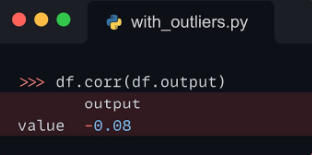 with_outliers.py
>>> df.corr(df.output)
output
value -0.08